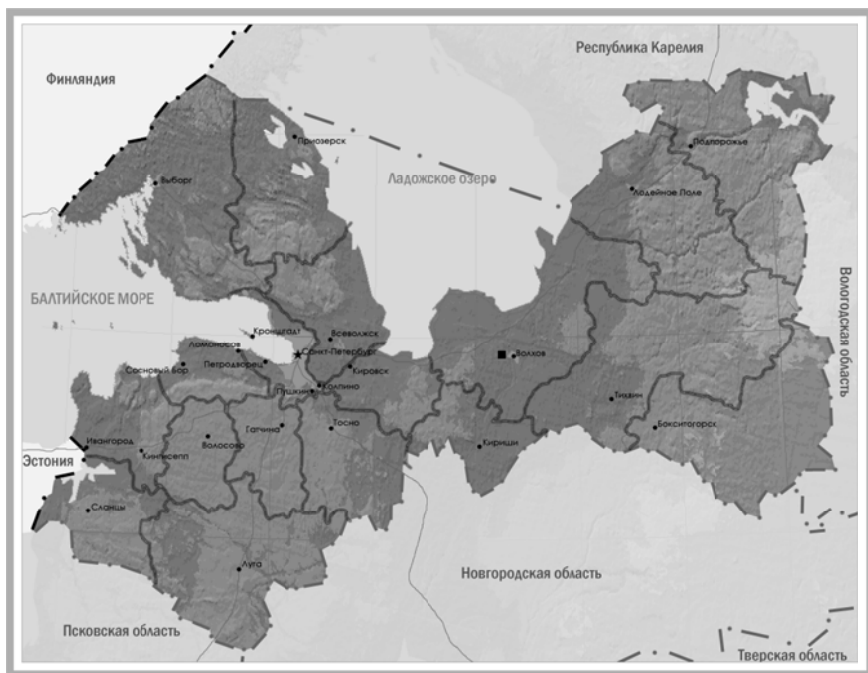 Республика Карелия
Финляндия
Приозерск
Подпорожье
Выборг
Ладожское озеро
Лодейное Поле
Вологодская область
БАЛТИЙСКОЕ МОРЕ
Кронштадт
Всеволжск
Ломоносов
Санкт-Петербург
Волхов
Петродворец
Сосновый Бор
Кировск
Колпино
Пушкин
Тихвин
Гатчина
Тосно
Бокситогорск
Волосово
Ивангород
Кингисепп
Кириши
Эстония
Сланцы
Луга
Новгородская область
Псковская область
Тверская область